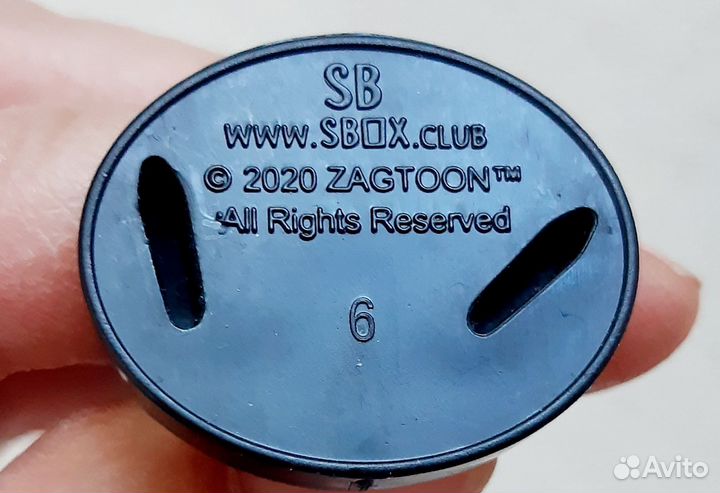 SB
www.SBOX.CLUB
© 2020 ZAGTOON™
All Rights Reserved
6
Avito